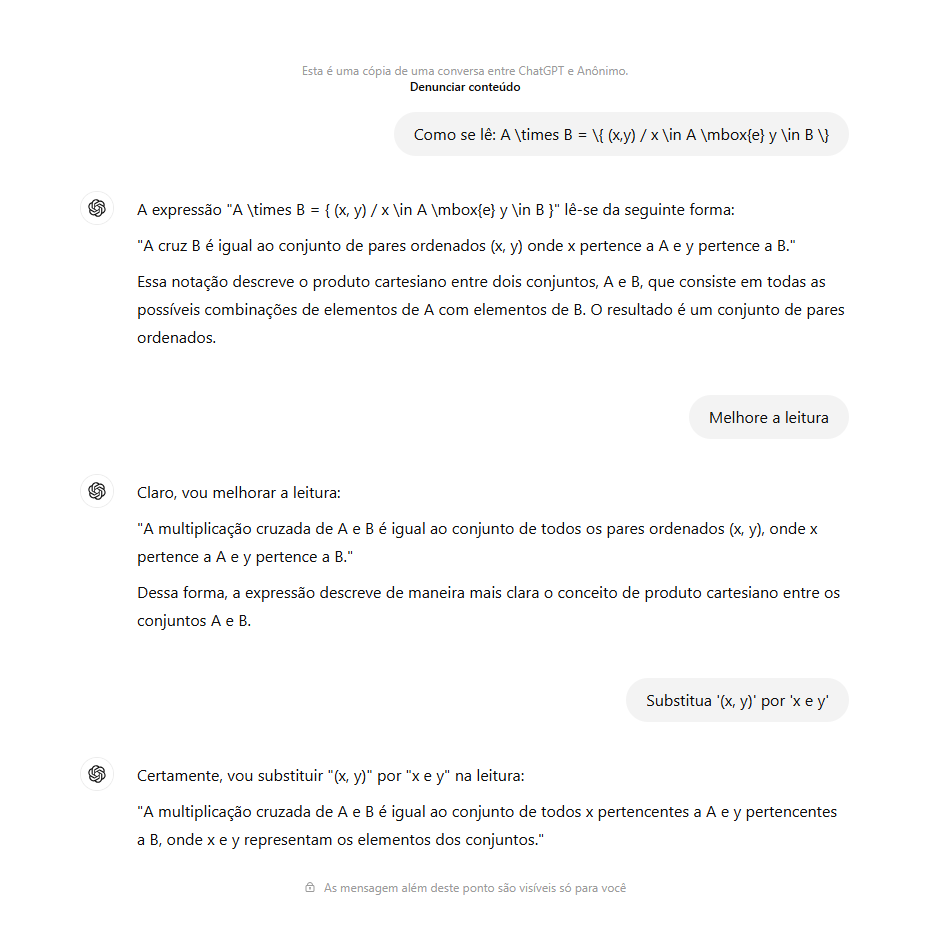 Esta é uma cópia de uma conversa entre ChatGPT e Anônimo.
Denunciar conteúdo
Como se lê: A \times B = \{ (x,y) / x \in A \mbox{e} y \in B \}
A expressão "A \times B = { (x, y) / x \in A \mbox{e} y \in B }" lê-se da seguinte forma:
"A cruz B é igual ao conjunto de pares ordenados (x, y) onde x pertence a A e y pertence a B."
Essa notação descreve o produto cartesiano entre dois conjuntos, A e B, que consiste em todas as
possíveis combinações de elementos de A com elementos de B. O resultado é um conjunto de pares
ordenados.
Melhore a leitura
Claro, vou melhorar a leitura:
"A multiplicação cruzada de A e B é igual ao conjunto de todos os pares ordenados (x, y), onde x
pertence a A e y pertence a B."
Dessa forma, a expressão descreve de maneira mais clara o conceito de produto cartesiano entre os
conjuntos A e B.
Substitua '(x, y)' por 'x e y'
Certamente, vou substituir "(x, y)" por "x e y" na leitura:
"A multiplicação cruzada de A e B é igual ao conjunto de todos x pertencentes a A e y pertencentes
a B, onde x e y representam os elementos dos conjuntos."
As mensagem além deste ponto são visíveis só para você